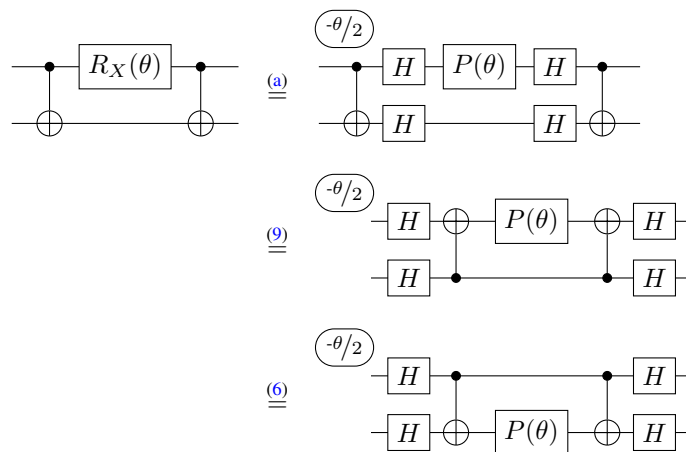 -θ/2
R_X(θ) (a) = H P(θ) H
H H
-θ/2
(9) = H P(θ) H
H H
-θ/2
(6) = H H
H P(θ) H